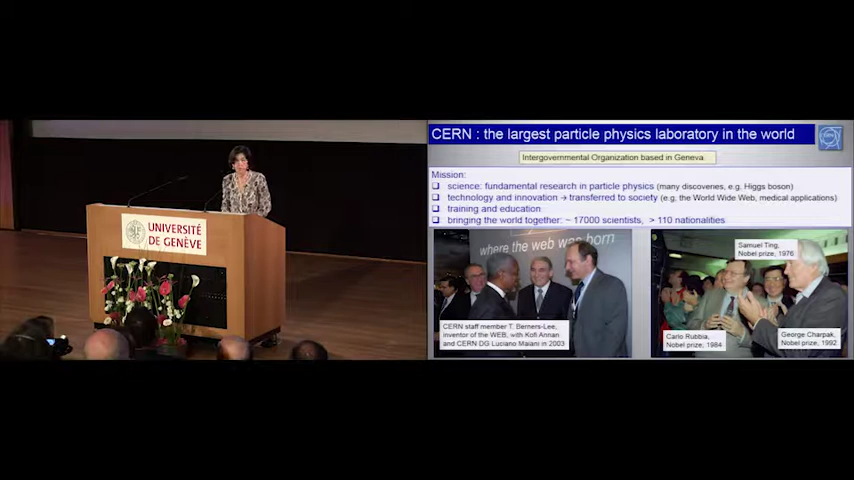 UNIVERSITÉ
DE GENÈVE
CERN : the largest particle physics laboratory in the world
CERN
Intergovernmental Organization based in Geneva.
Mission:
❑ science: fundamental research in particle physics (many discoveries, e.g. Higgs boson)
❑ technology and innovation → transferred to society (e.g. the World Wide Web, medical applications)
❑ training and education
❑ bringing the world together: ~ 17000 scientists, > 110 nationalities
where the web was born
CERN staff member T. Berners-Lee,
inventor of the WEB, with Kofi Annan
and CERN DG Luciano Maiani in 2003
Samuel Ting,
Nobel prize, 1976
Carlo Rubbia,
Nobel prize, 1984
George Charpak,
Nobel prize, 1992